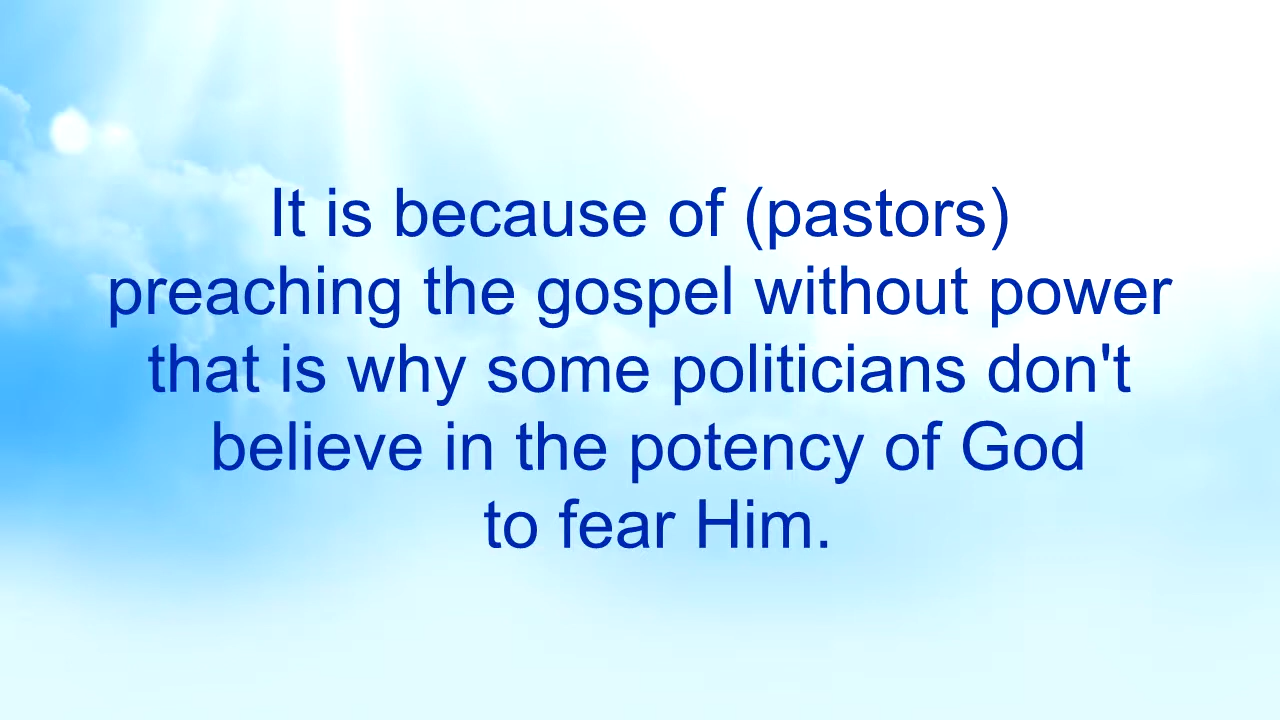 It is because of (pastors)
preaching the gospel without power
that is why some politicians don't
believe in the potency of God
to fear Him.